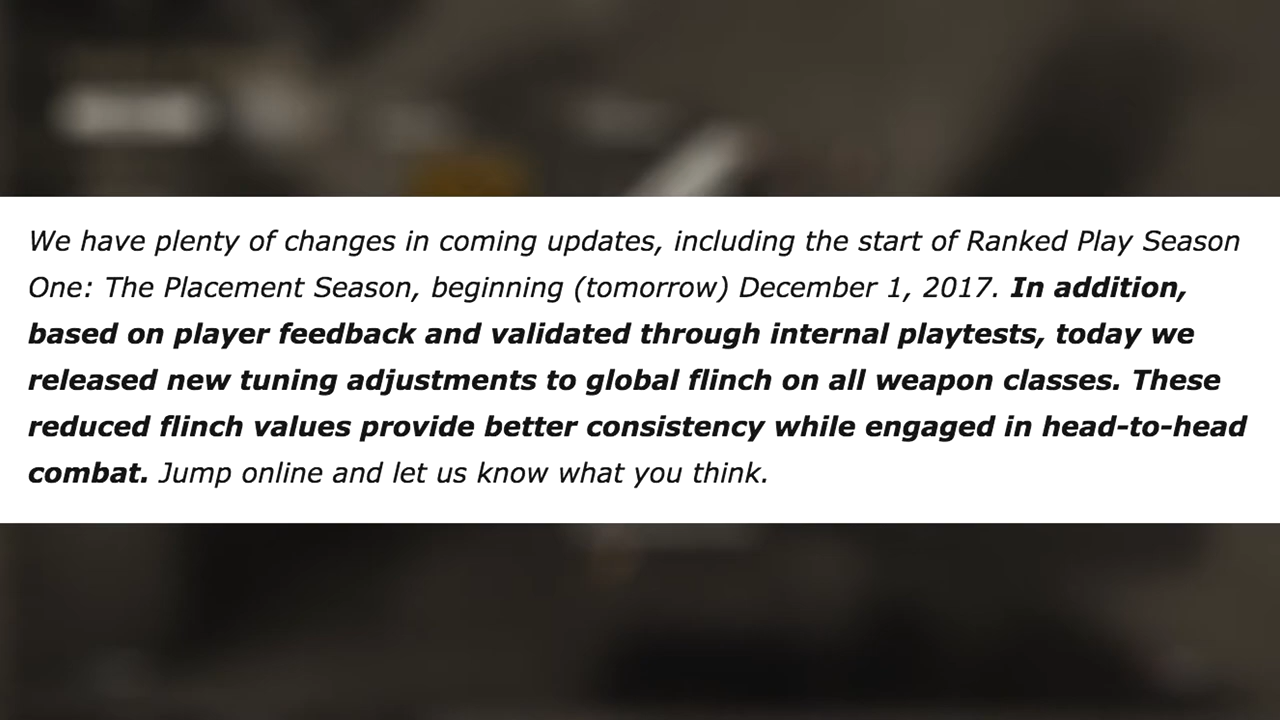 We have plenty of changes in coming updates, including the start of Ranked Play Season
One: The Placement Season, beginning (tomorrow) December 1, 2017. In addition,
based on player feedback and validated through internal playtests, today we
released new tuning adjustments to global flinch on all weapon classes. These
reduced flinch values provide better consistency while engaged in head-to-head
combat. Jump online and let us know what you think.